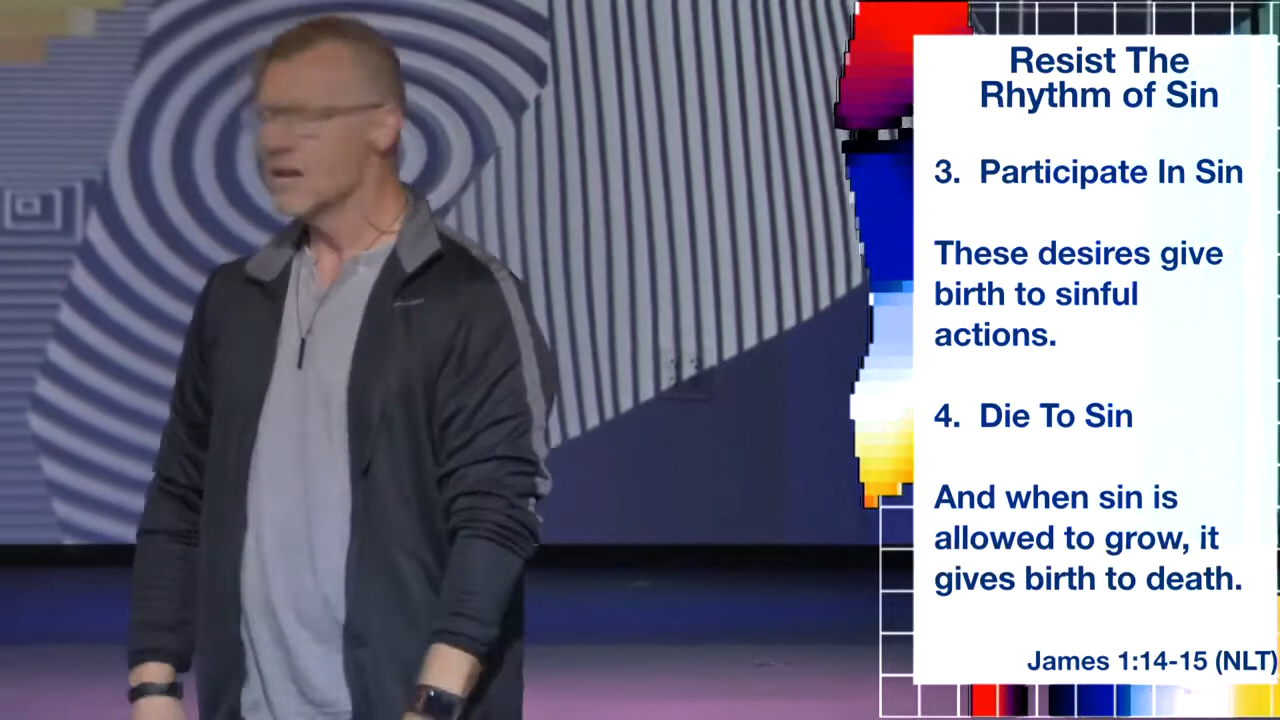 Resist The
Rhythm of Sin
3. Participate In Sin
These desires give
birth to sinful
actions.
4. Die To Sin
And when sin is
allowed to grow, it
gives birth to death.
James 1:14-15 (NLT)